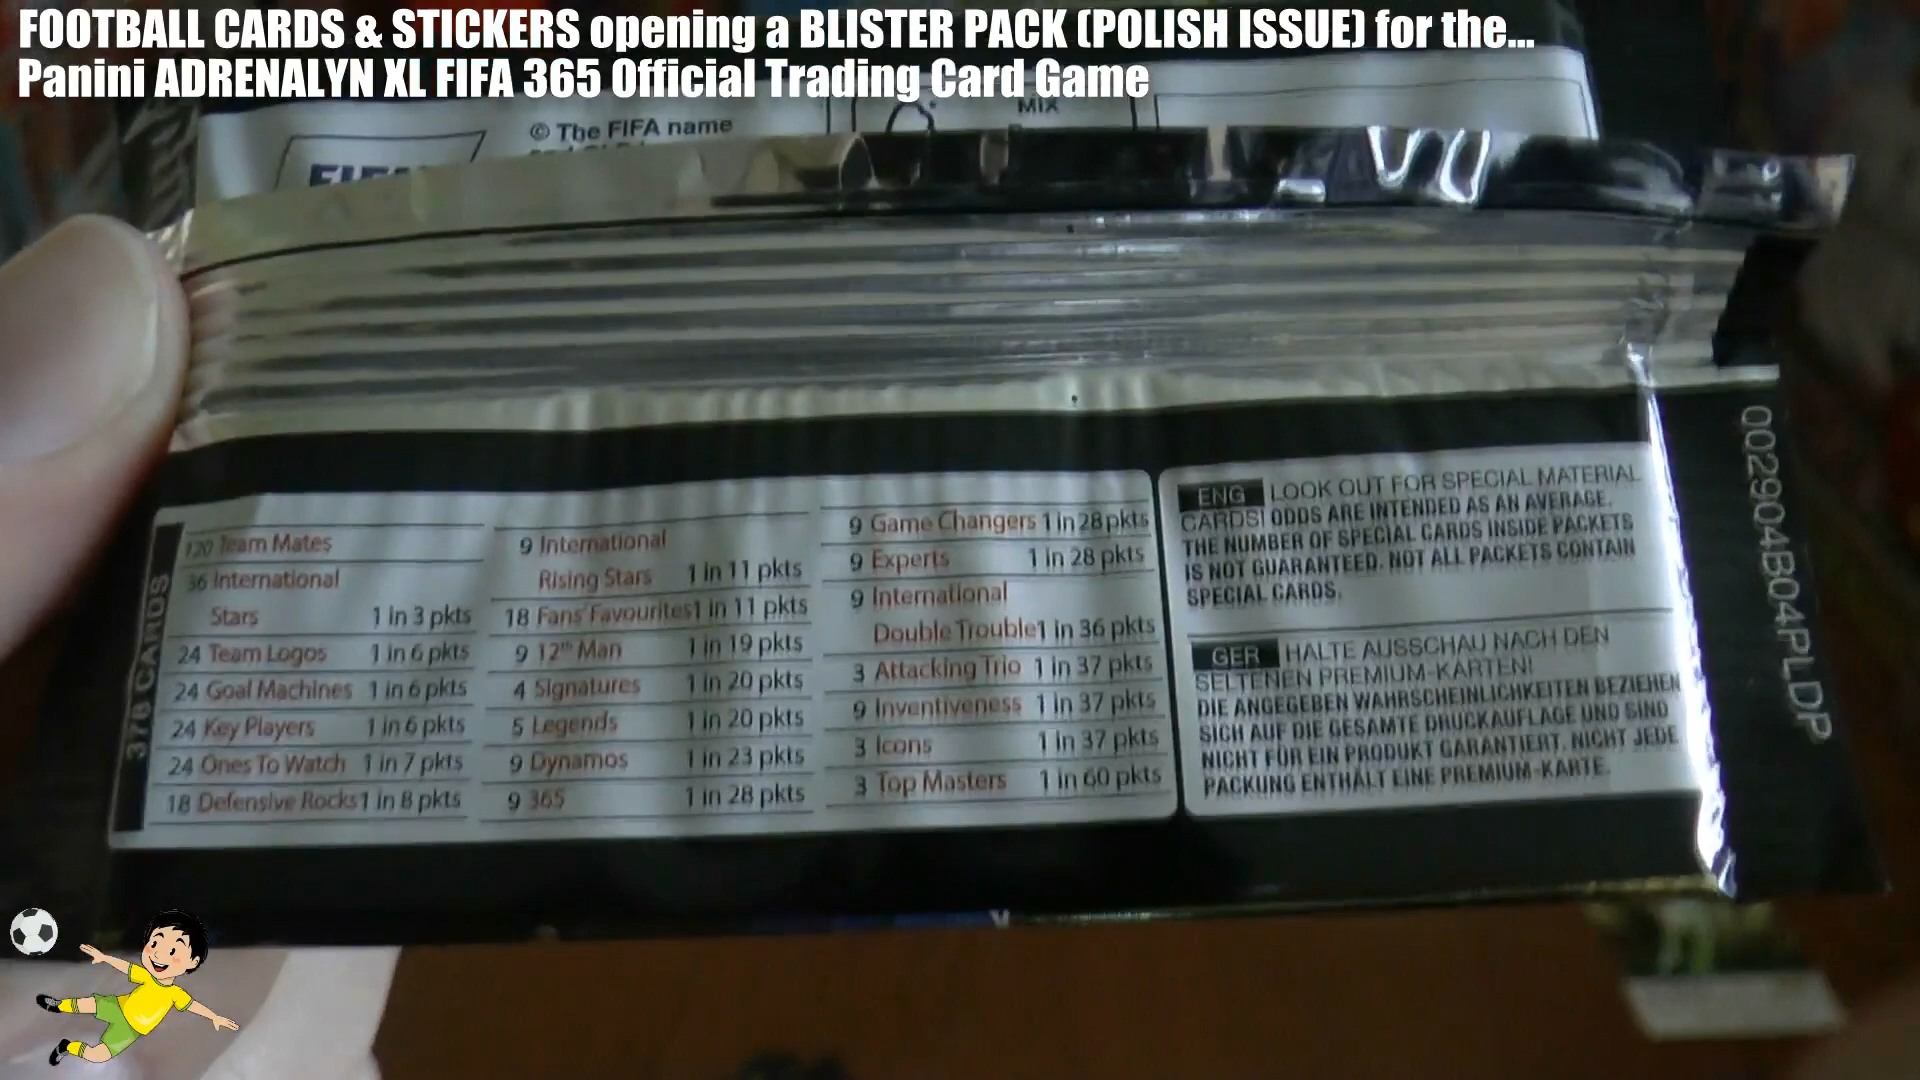 FOOTBALL CARDS & STICKERS opening a BLISTER PACK (POLISH ISSUE) for the...
Panini ADRENALYN XL FIFA 365 Official Trading Card Game
MIX
© The FIFA name
378 CARDS
120 Team Mates
36 International
Stars 1 in 3 pkts
24 Team Logos 1 in 6 pkts
24 Goal Machines 1 in 6 pkts
24 Key Players 1 in 6 pkts
24 Ones To Watch 1 in 7 pkts
18 Defensive Rocks 1 in 8 pkts
9 International
Rising Stars 1 in 11 pkts
18 Fans' Favourites 1 in 11 pkts
9 12th Man 1 in 19 pkts
4 Signatures 1 in 20 pkts
5 Legends 1 in 20 pkts
9 Dynamos 1 in 23 pkts
9 365 1 in 28 pkts
9 Game Changers 1 in 28 pkts
9 Experts 1 in 28 pkts
9 International
Double Trouble 1 in 36 pkts
3 Attacking Trio 1 in 37 pkts
9 Inventiveness 1 in 37 pkts
3 Icons 1 in 37 pkts
3 Top Masters 1 in 60 pkts
ENG LOOK OUT FOR SPECIAL MATERIAL
CARDS! ODDS ARE INTENDED AS AN AVERAGE.
THE NUMBER OF SPECIAL CARDS INSIDE PACKETS
IS NOT GUARANTEED. NOT ALL PACKETS CONTAIN
SPECIAL CARDS.
GER HALTE AUSSCHAU NACH DEN
SELTENEN PREMIUM-KARTEN!
DIE ANGEGEBEN WAHRSCHEINLICHKEITEN BEZIEHEN
SICH AUF DIE GESAMTE DRUCKAUFLAGE UND SIND
NICHT FÜR EIN PRODUKT GARANTIERT. NICHT JEDE
PACKUNG ENTHÄLT EINE PREMIUM-KARTE.
002904B04PLDP